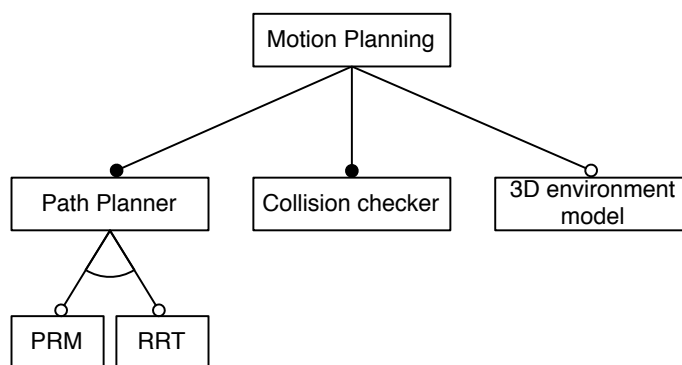 Motion Planning
Path Planner
Collision checker
3D environment
model
PRM
RRT